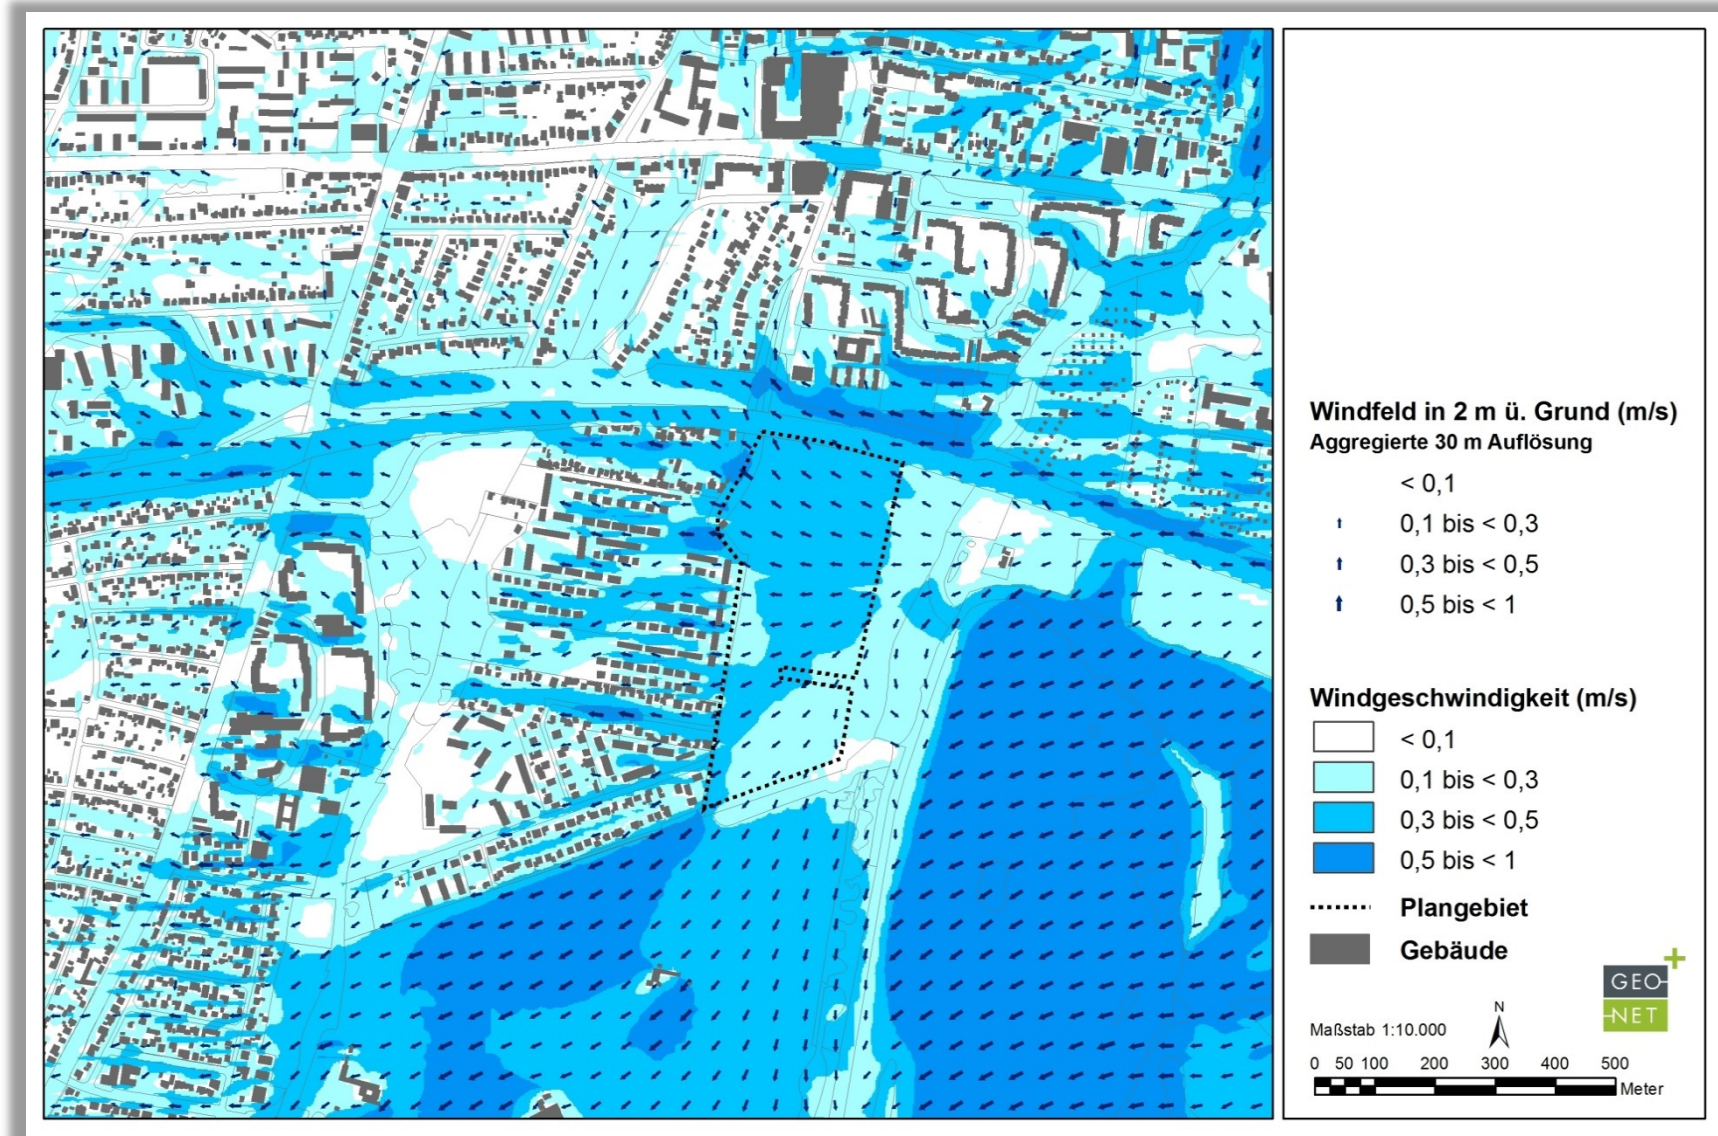 Windfeld in 2 m ü. Grund (m/s)
Aggregierte 30 m Auflösung
< 0,1
0,1 bis < 0,3
0,3 bis < 0,5
0,5 bis < 1
Windgeschwindigkeit (m/s)
< 0,1
0,1 bis < 0,3
0,3 bis < 0,5
0,5 bis < 1
Plangebiet
Gebäude
GEO-
-NET
N
Maßstab 1:10.000
0 50 100 200 300 400 500
Meter